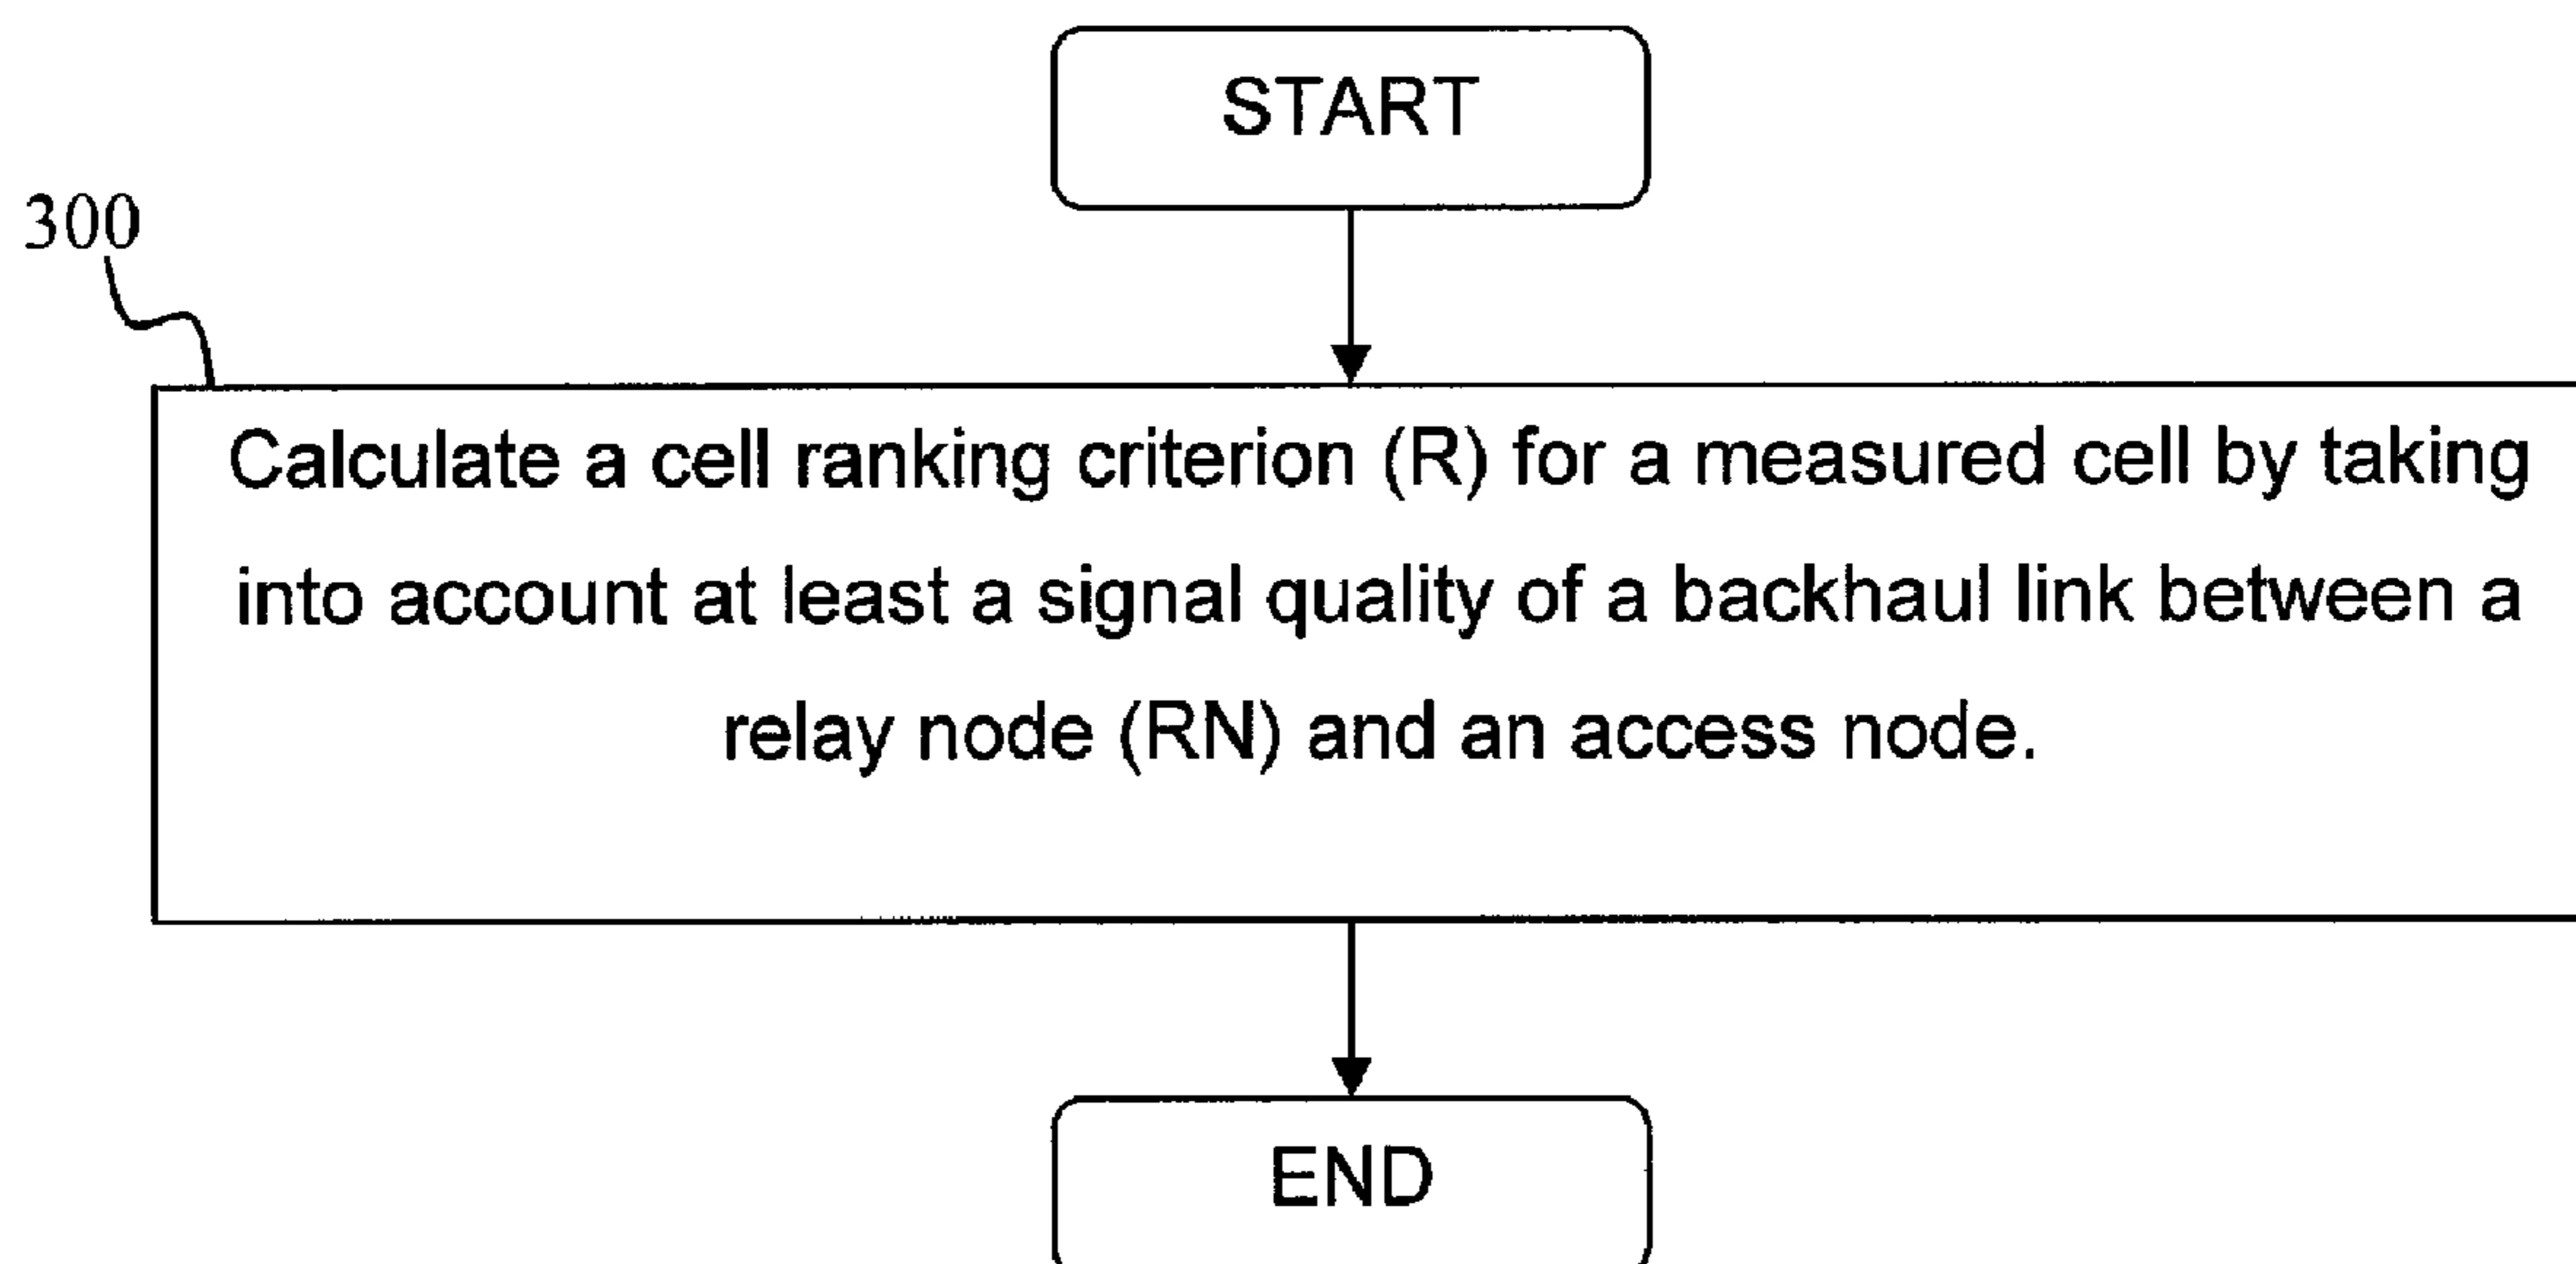 START
300
Calculate a cell ranking criterion (R) for a measured cell by taking
into account at least a signal quality of a backhaul link between a
relay node (RN) and an access node.
END